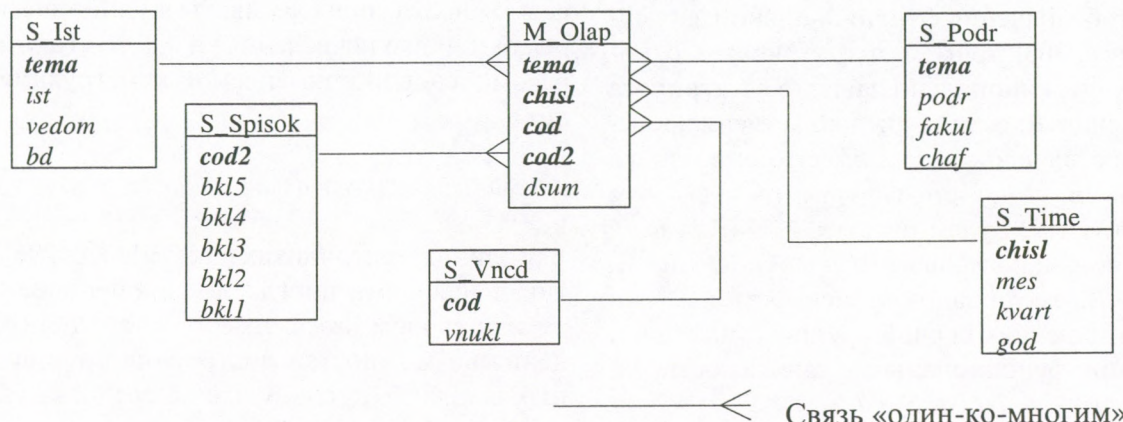 S_Ist
tema
ist
vedom
bd
S_Spisok
cod2
bkl5
bkl4
bkl3
bkl2
bkl1
M_Olap
tema
chisl
cod
cod2
dsum
S_Vncd
cod
vnukl
S_Podr
tema
podr
fakul
chaf
S_Time
chisl
mes
kvart
god
Связь «один-ко-многим»